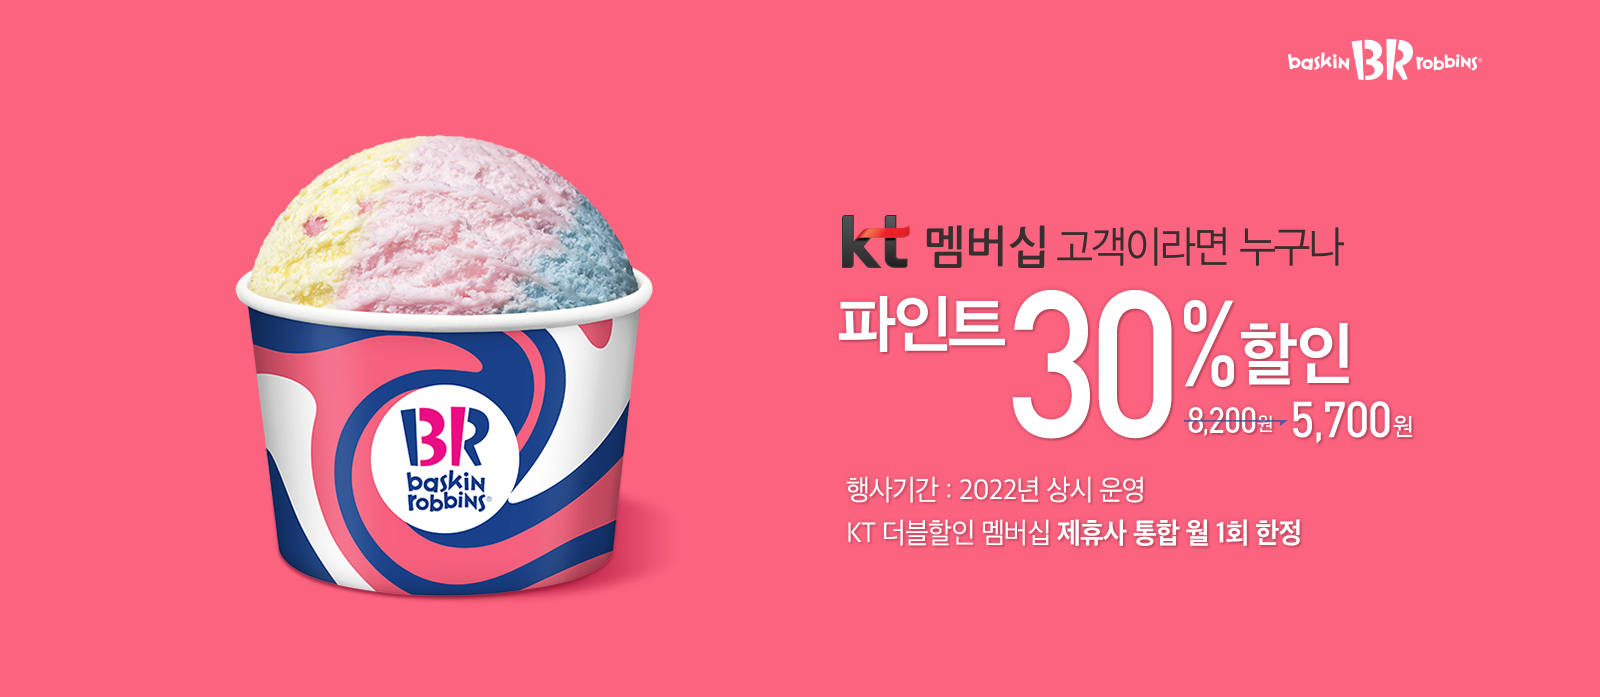 baskin BR robbins
kt 멤버십 고객이라면 누구나
파인트 30%할인
8,200원 5,700원
행사기간 : 2022년 상시 운영
KT 더블할인 멤버십 제휴사 통합 월 1회 한정
BR
baskin
robbins